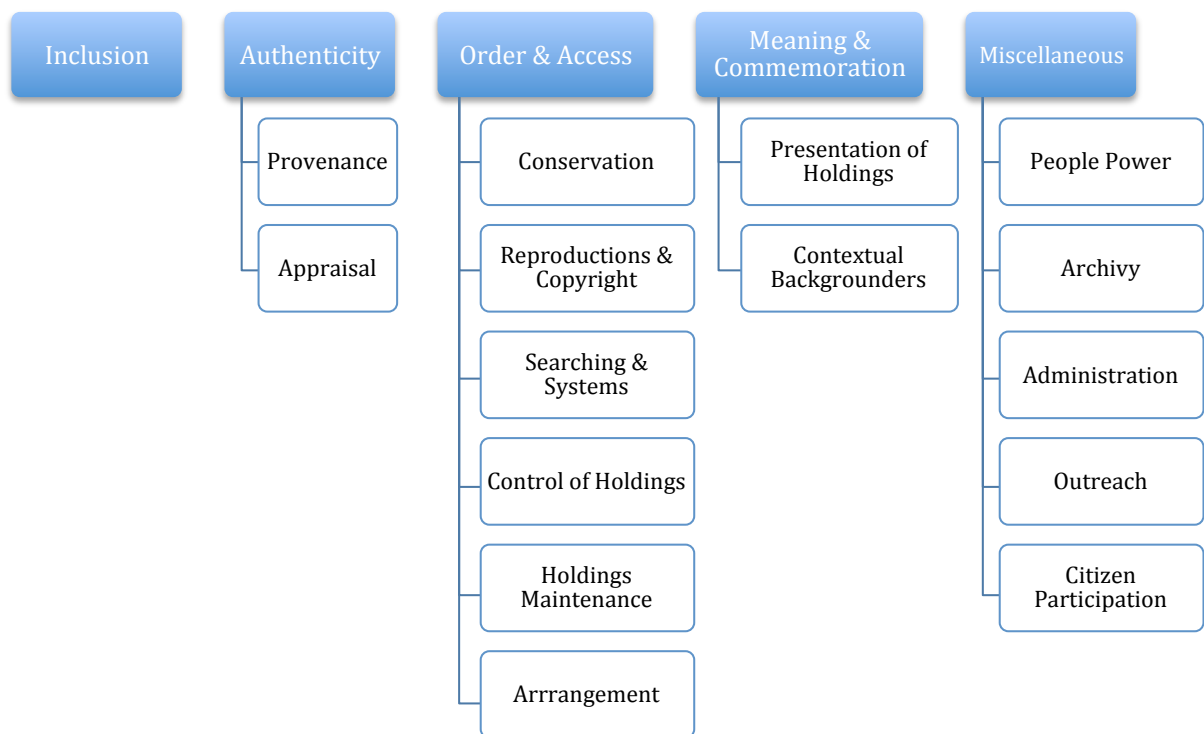 Inclusion
Authenticity
Provenance
Appraisal
Order & Access
Conservation
Reproductions &
Copyright
Searching &
Systems
Control of Holdings
Holdings
Maintenance
Arrrangement
Meaning &
Commemoration
Presentation of
Holdings
Contextual
Backgrounders
Miscellaneous
People Power
Archivy
Administration
Outreach
Citizen
Participation